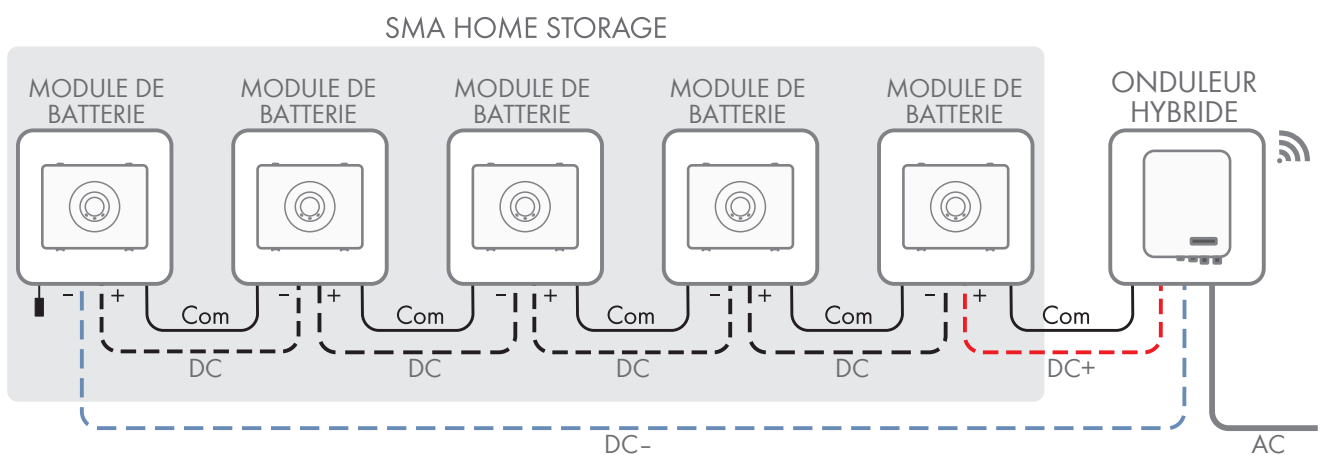 SMA HOME STORAGE
MODULE DE
BATTERIE
MODULE DE
BATTERIE
MODULE DE
BATTERIE
MODULE DE
BATTERIE
MODULE DE
BATTERIE
ONDULEUR
HYBRIDE
– +
– +
– +
– +
– +
Com
Com
Com
Com
Com
DC
DC
DC
DC
DC+
DC–
AC